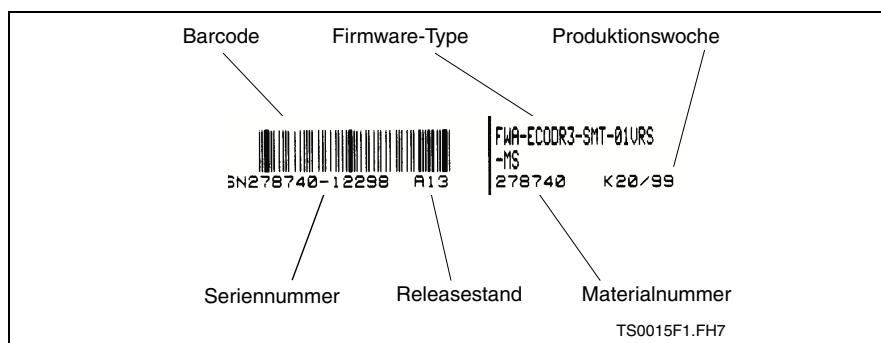 Barcode Firmware-Type Produktionswoche
FWA-ECODR3-SMT-01VRS
-MS
SN278740-12298 A13 278740 K20/99
Seriennummer Releasestand Materialnummer
TS0015F1.FH7